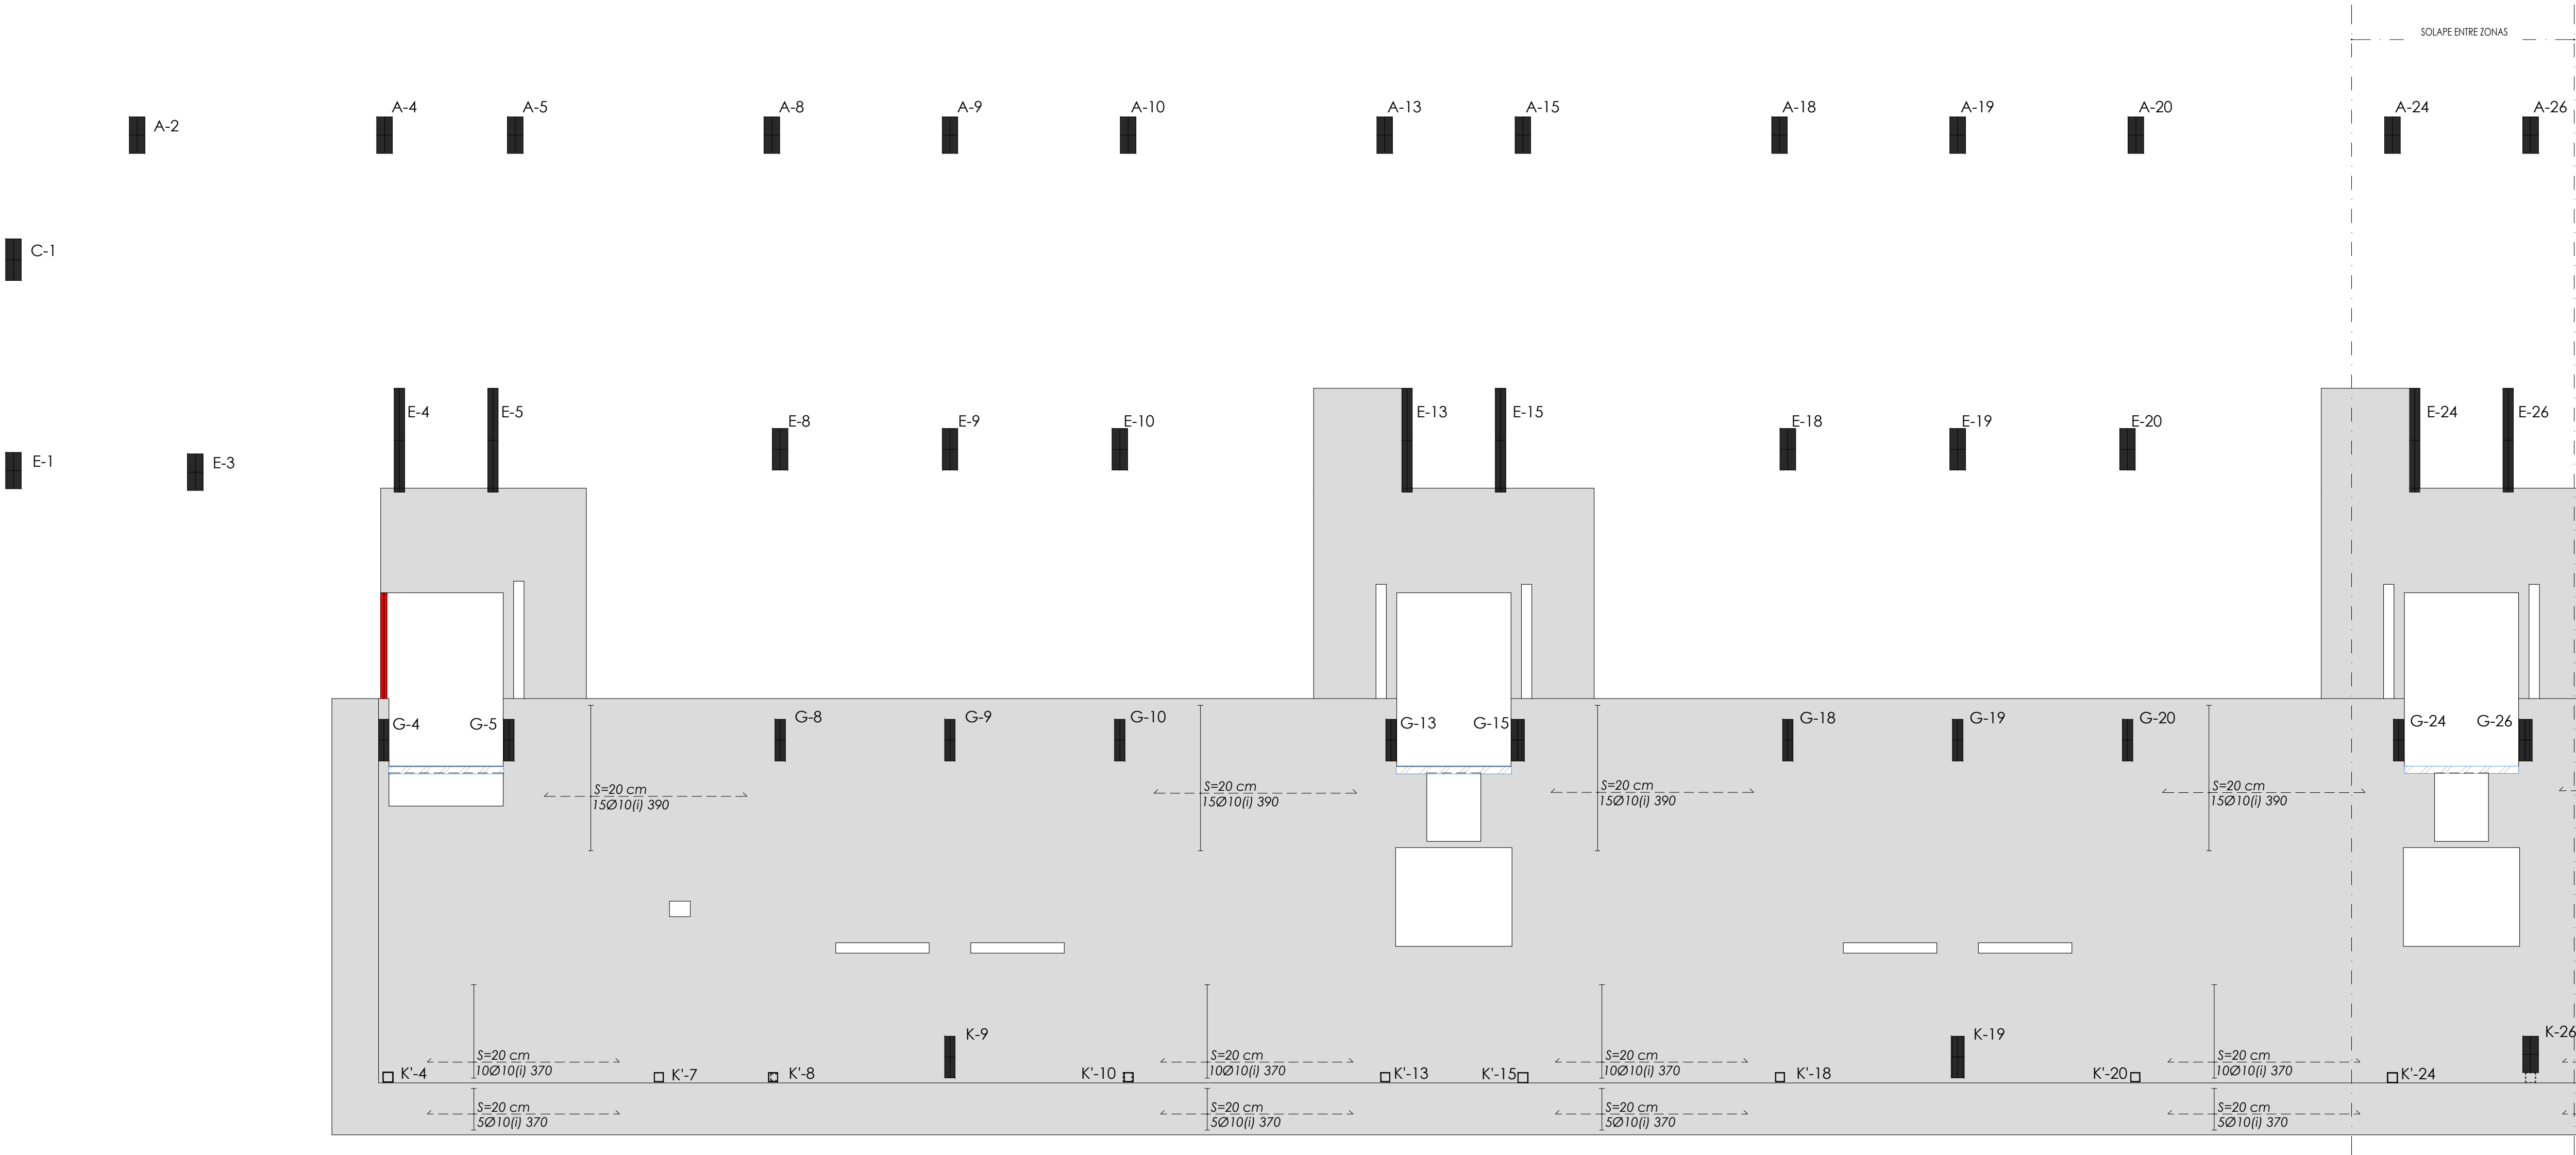 SOLAPE ENTRE ZONAS
A-2
A-4
A-5
A-8
A-9
A-10
A-13
A-15
A-18
A-19
A-20
A-24
A-26
C-1
E-1
E-3
E-4
E-5
E-8
E-9
E-10
E-13
E-15
E-18
E-19
E-20
E-24
E-26
G-4
G-5
G-8
G-9
G-10
G-13
G-15
G-18
G-19
G-20
G-24
G-26
S=20 cm
15Ø10(i) 390
S=20 cm
15Ø10(i) 390
S=20 cm
15Ø10(i) 390
S=20 cm
15Ø10(i) 390
K-9
K-19
K-26
S=20 cm
10Ø10(i) 370
S=20 cm
10Ø10(i) 370
S=20 cm
10Ø10(i) 370
S=20 cm
10Ø10(i) 370
K'-4
K'-7
K'-8
K'-10
K'-13
K'-15
K'-18
K'-20
K'-24
S=20 cm
5Ø10(i) 370
S=20 cm
5Ø10(i) 370
S=20 cm
5Ø10(i) 370
S=20 cm
5Ø10(i) 370